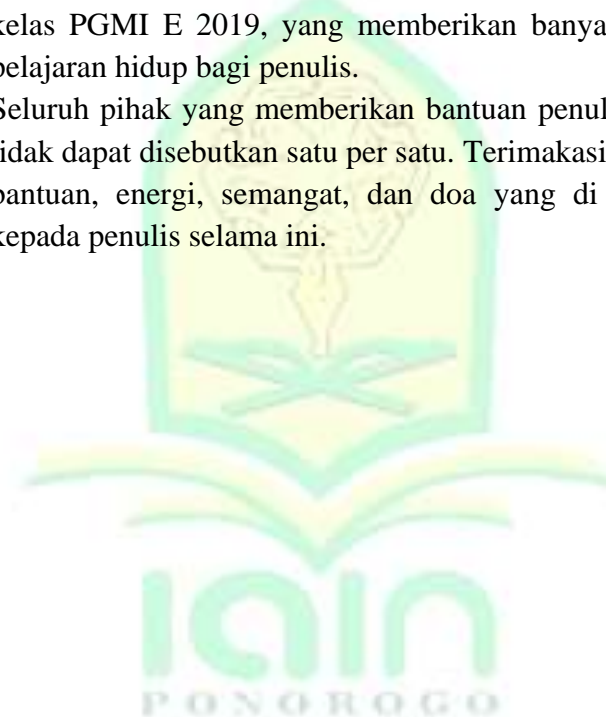 kelas PGMI E 2019, yang memberikan banya
pelajaran hidup bagi penulis.
Seluruh pihak yang memberikan bantuan penul
tidak dapat disebutkan satu per satu. Terimakasi
bantuan, energi, semangat, dan doa yang di
kepada penulis selama ini.
iain
PONOROGO